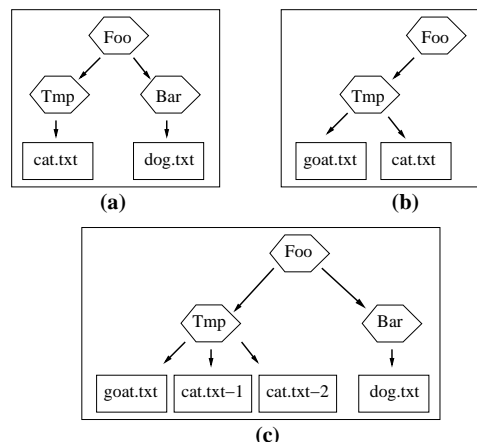 Foo
Tmp Bar
cat.txt dog.txt
(a)
Foo
Tmp
goat.txt cat.txt
(b)
Foo
Tmp Bar
goat.txt cat.txt−1 cat.txt−2 dog.txt
(c)